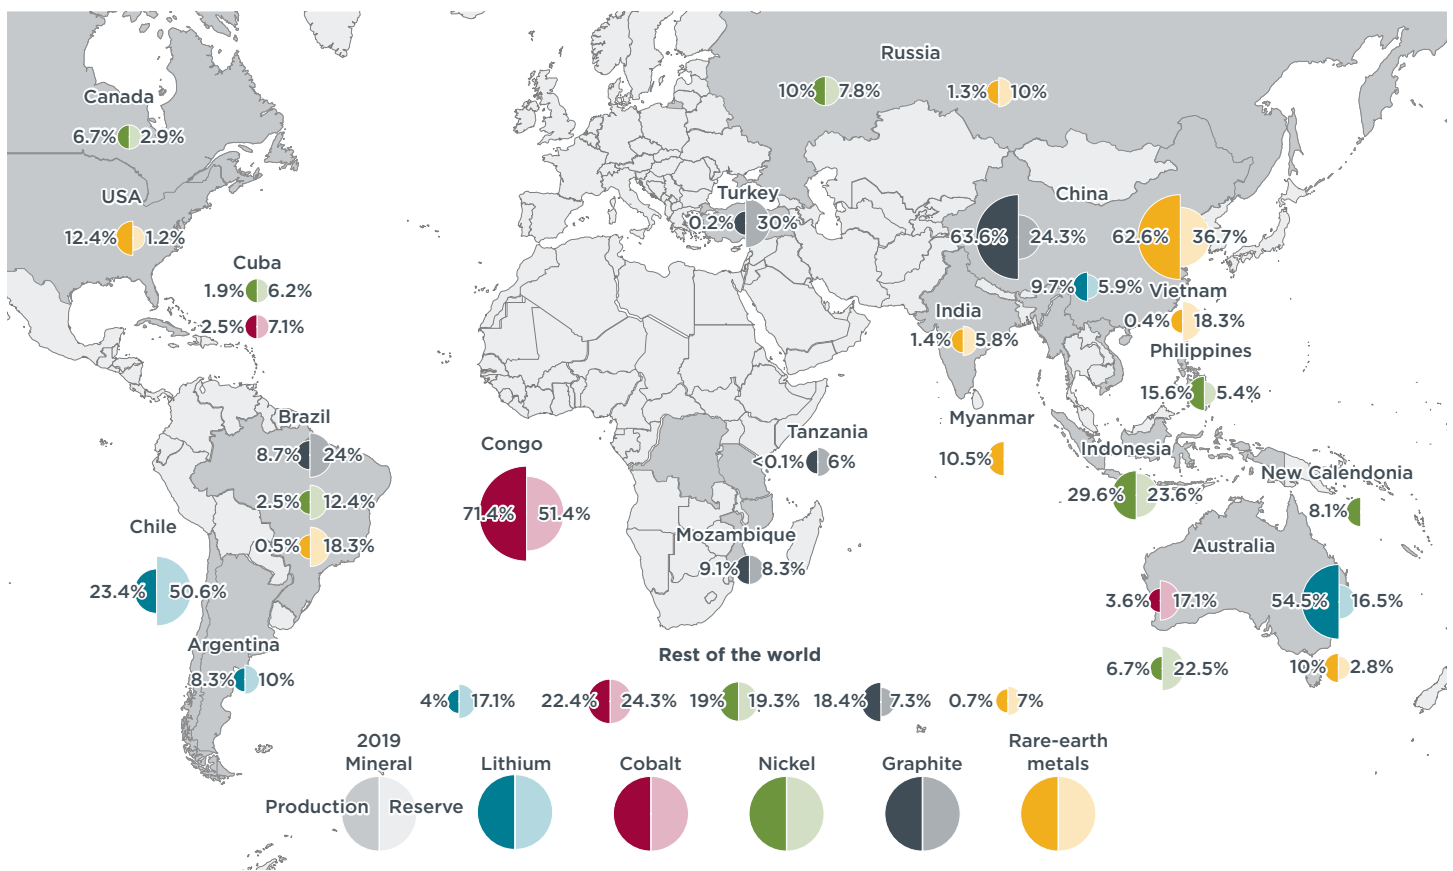 Russia
10% 7.8%
1.3% 10%
Canada
6.7% 2.9%
USA
12.4% 1.2%
Turkey
0.2% 30%
China
63.6% 24.3%
62.6% 36.7%
9.7% 5.9%
Cuba
1.9% 6.2%
2.5% 7.1%
Vietnam
0.4% 18.3%
India
1.4% 5.8%
Philippines
15.6% 5.4%
Brazil
8.7% 24%
2.5% 12.4%
0.5% 18.3%
Congo
71.4% 51.4%
Tanzania
<0.1% 6%
Myanmar
10.5%
Indonesia
29.6% 23.6%
New Calendonia
8.1%
Chile
23.4% 50.6%
Mozambique
9.1% 8.3%
Australia
3.6% 17.1%
54.5% 16.5%
6.7% 22.5%
10% 2.8%
Argentina
8.3% 10%
Rest of the world
4% 17.1%
22.4% 24.3%
19% 19.3%
18.4% 7.3%
0.7% 7%
2019
Mineral
Production Reserve
Lithium
Cobalt
Nickel
Graphite
Rare-earth
metals